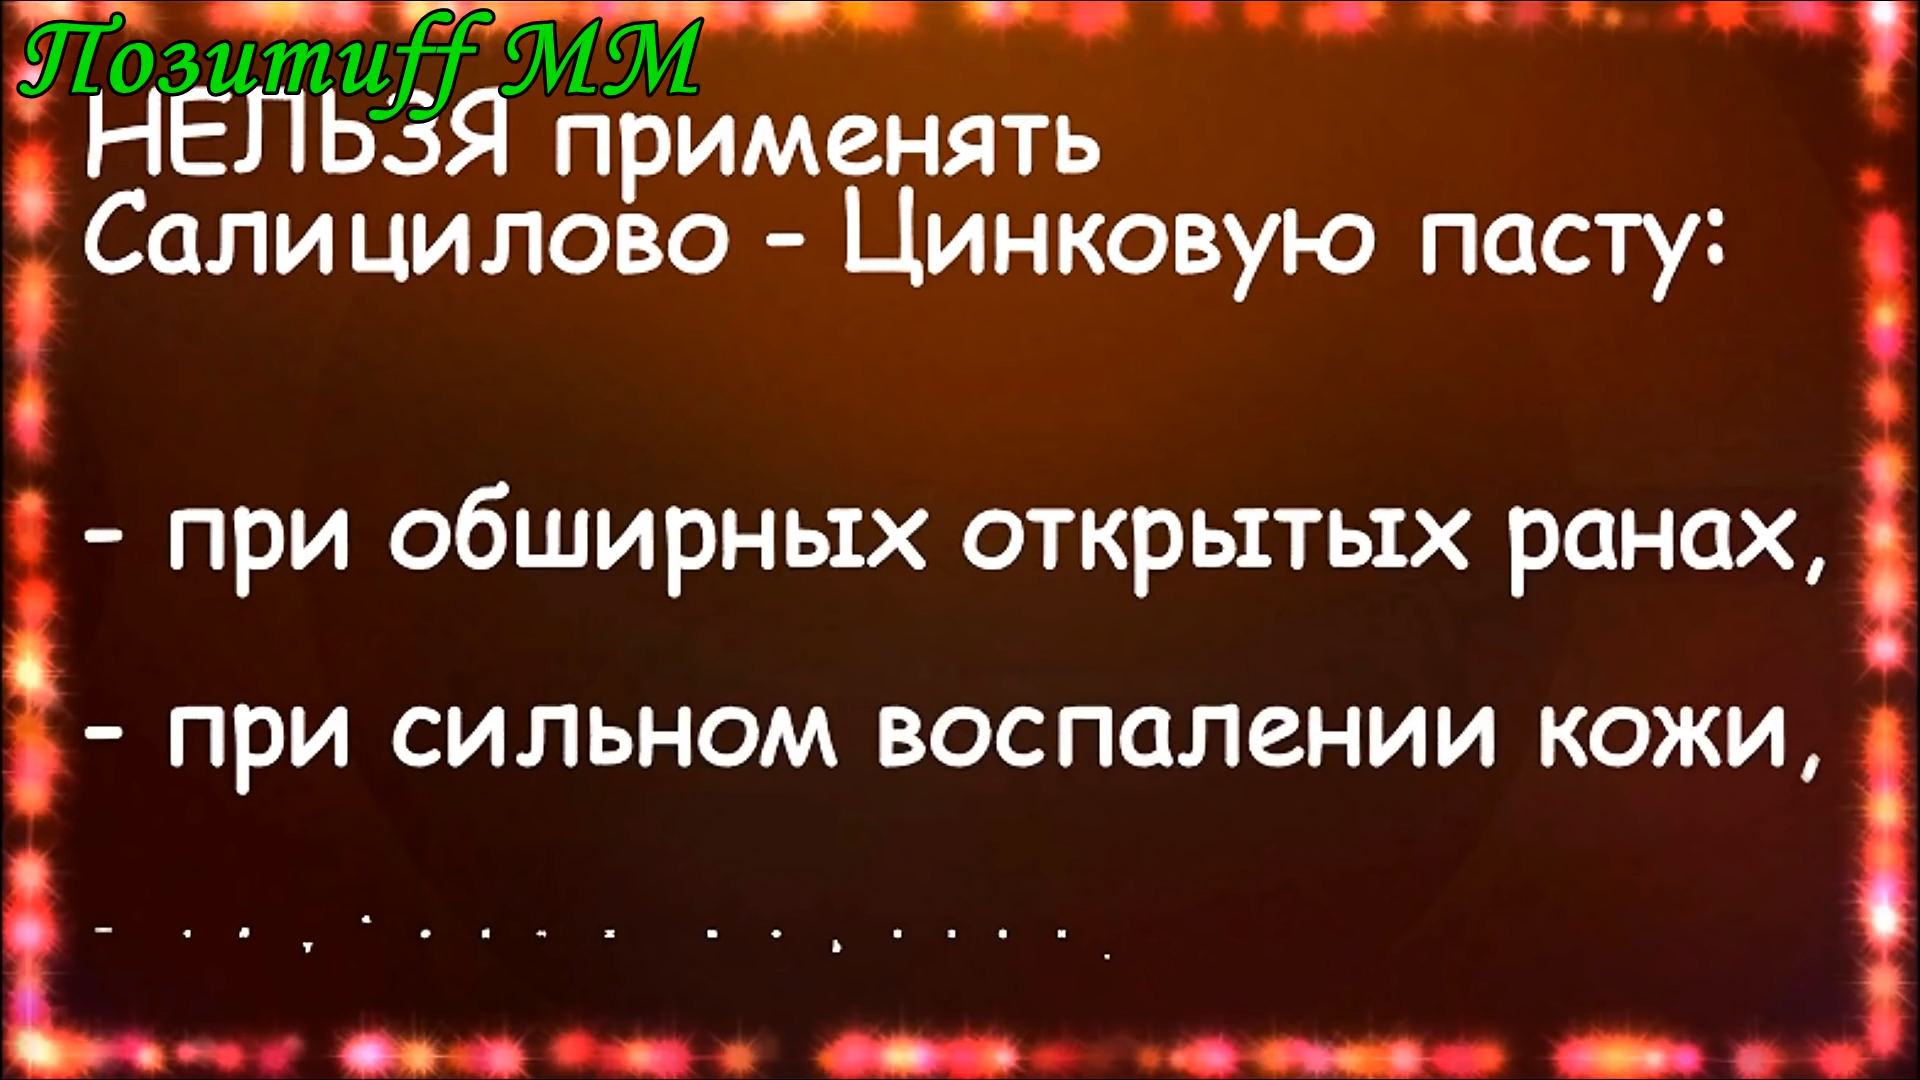 Позитиff ММ
НЕЛЬЗЯ применять
Салицилово - Цинковую пасту:
- при обширных открытых ранах,
- при сильном воспалении кожи,